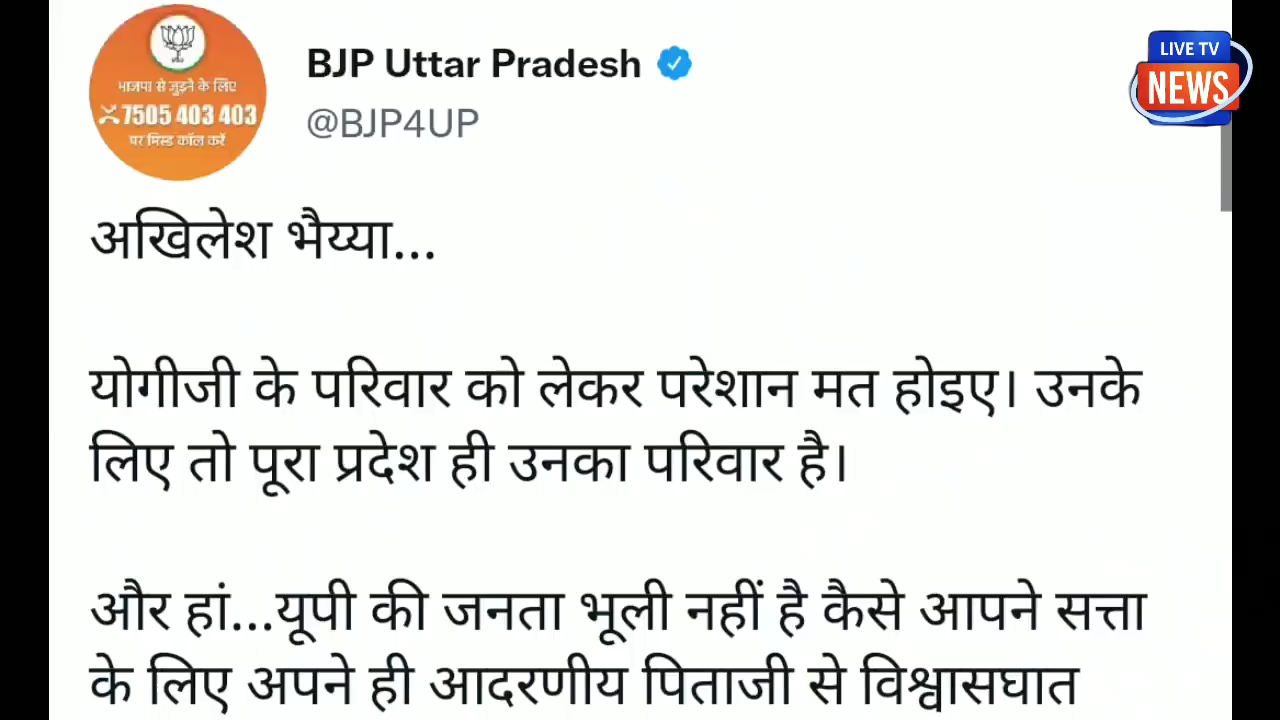 भाजपा से जुड़ने के लिए
7505 403 403
पर मिस्ड कॉल करें
BJP Uttar Pradesh
@BJP4UP
LIVE TV
NEWS
अखिलेश भैय्या...
योगीजी के परिवार को लेकर परेशान मत होइए। उनके
लिए तो पूरा प्रदेश ही उनका परिवार है।
और हां...यूपी की जनता भूली नहीं है कैसे आपने सत्ता
के लिए अपने ही आदरणीय पिताजी से विश्वासघात